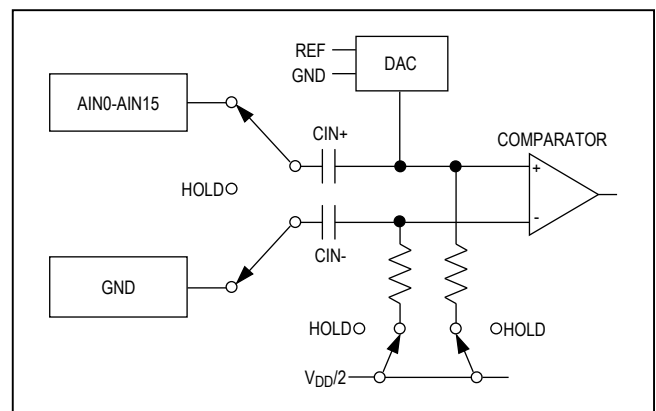 REF
GND
DAC
AIN0-AIN15
CIN+
COMPARATOR
+
HOLD
-
CIN-
GND
HOLD
HOLD
VDD/2